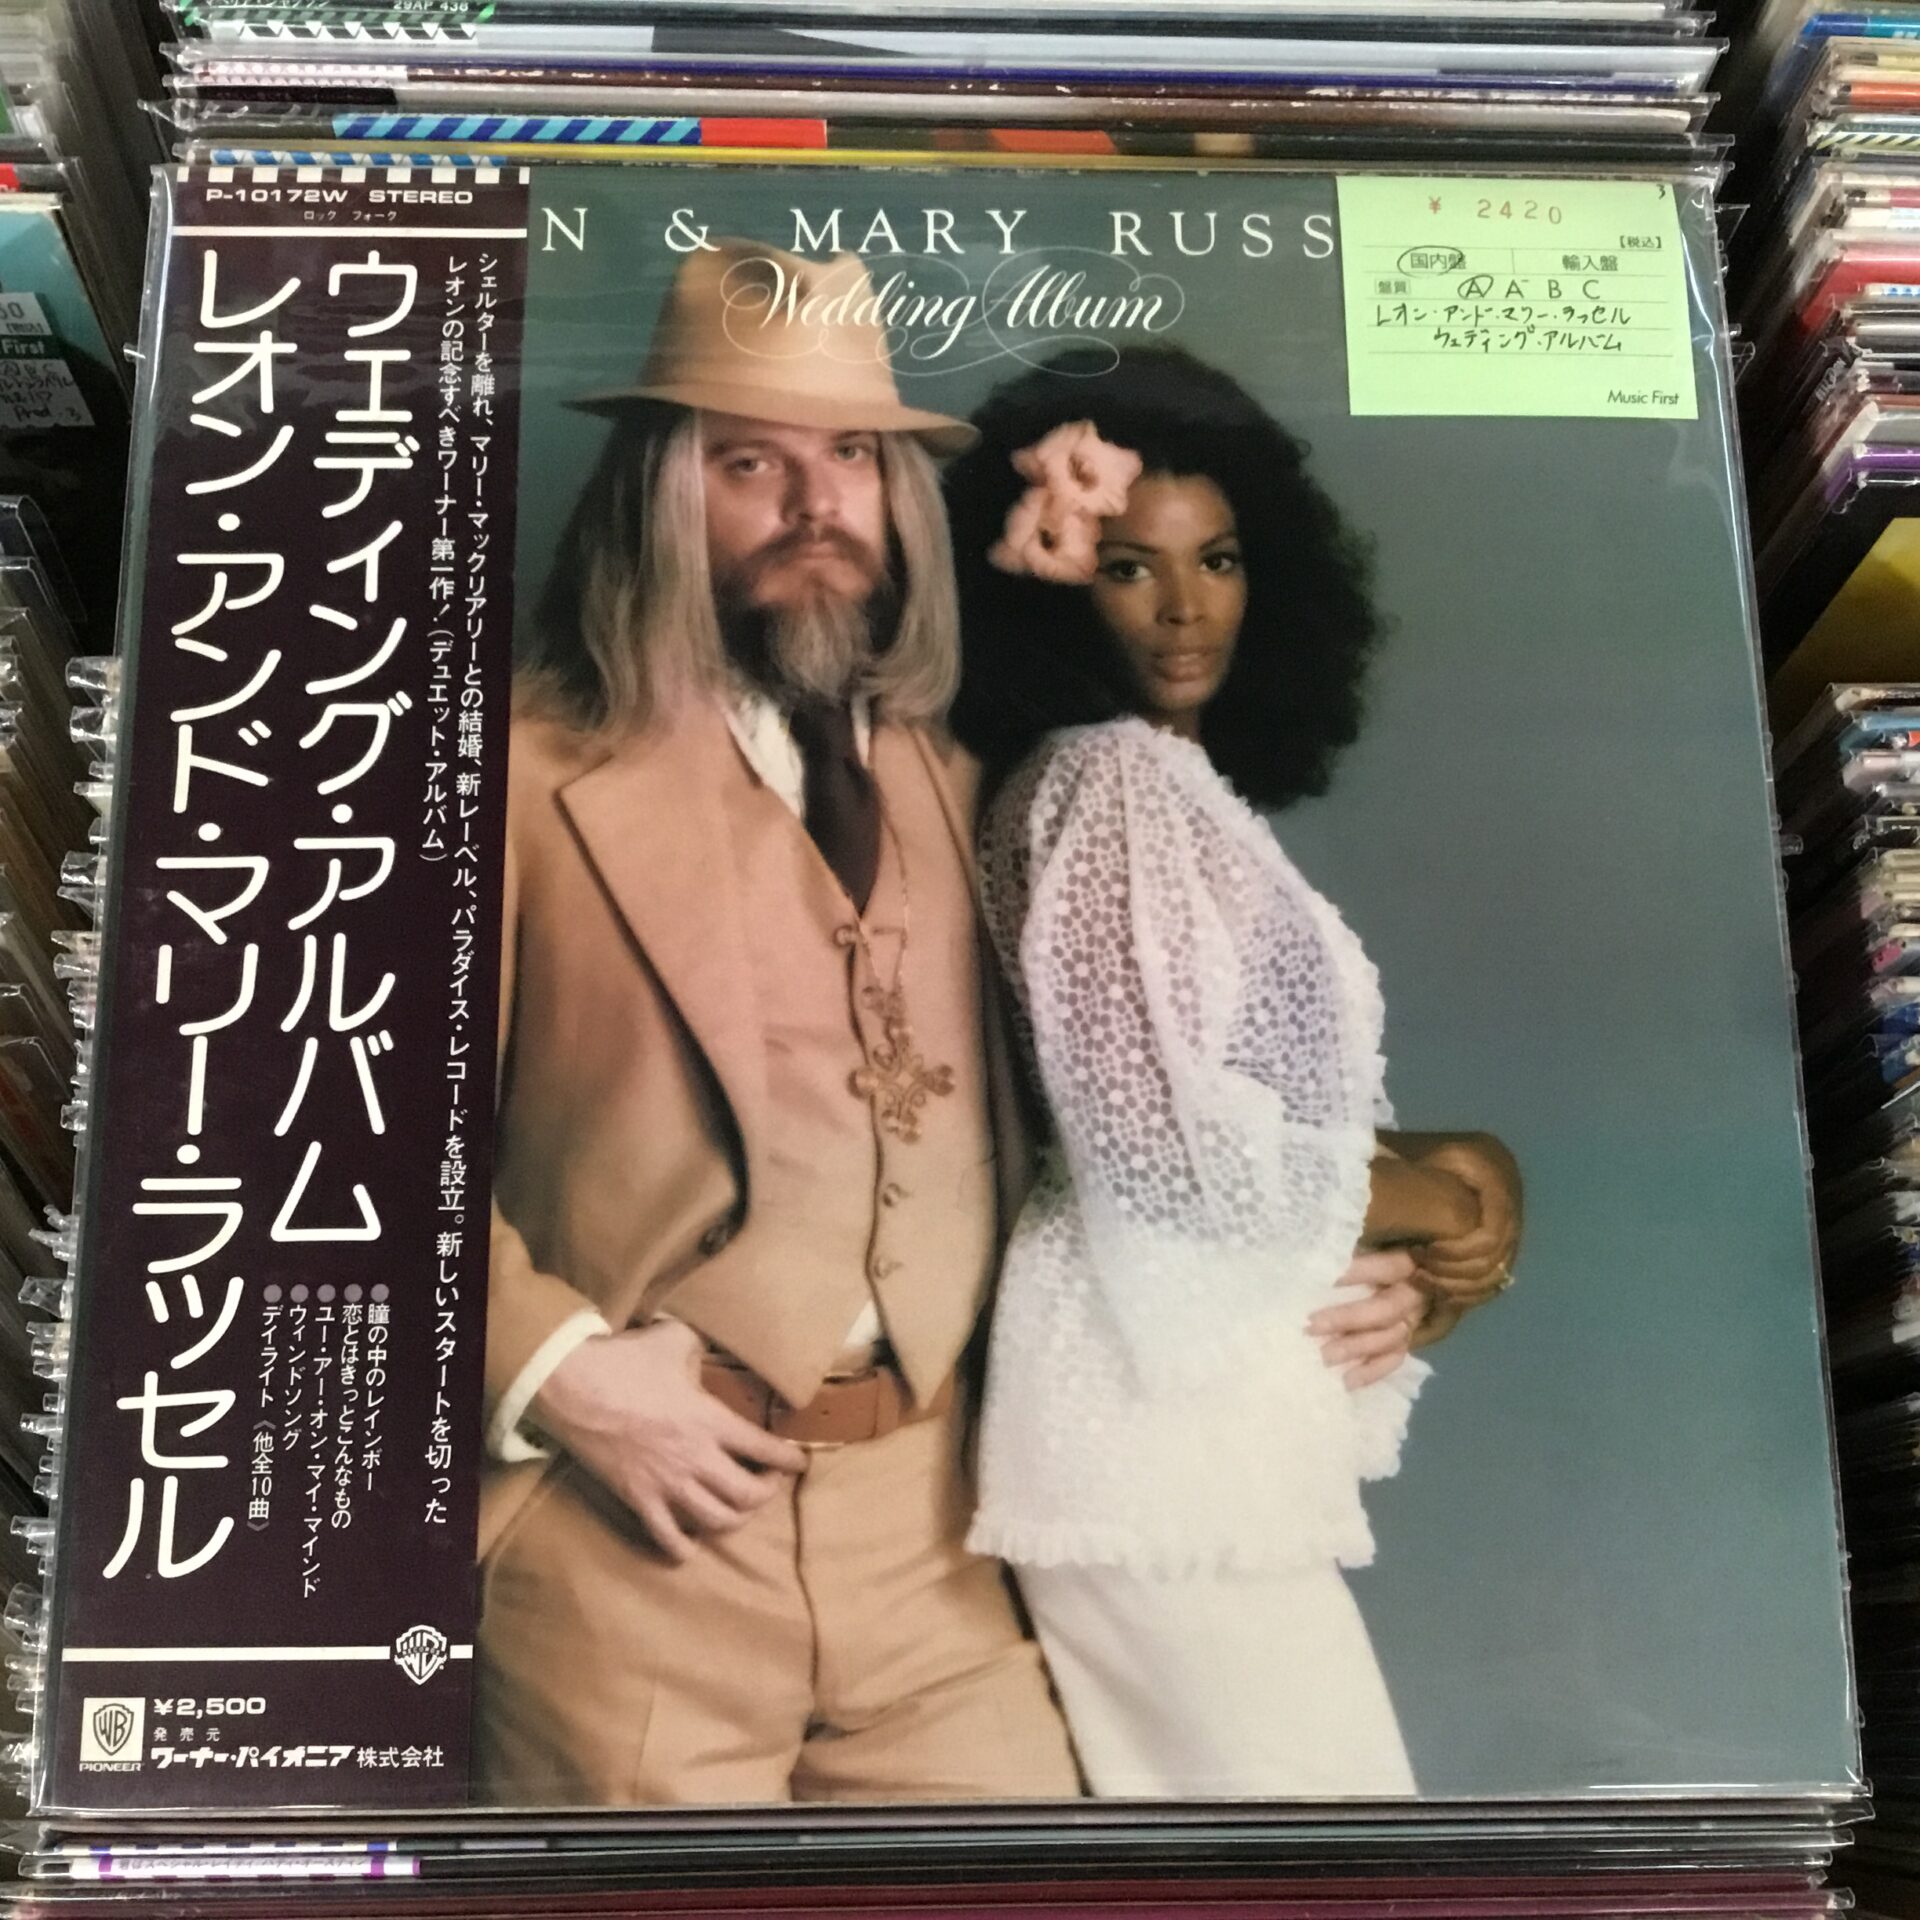 29AP 438
P-10172W STEREO
ロック フォーク
ウェディング・アルバム
レオン・アンド・マリー・ラッセル
シェルターを離れ、マリー・マックリアリーとの結婚、新レーベル、パラダイス・レコードを設立。新しいスタートを切った
レオンの記念すべきワーナー第一作!(デュエット・アルバム)
●瞳の中のレインボー
●恋とはきっとこんなもの
●ユー・アー・オン・マイ・マインド
●ウィンドソング
●デイライト《他全10曲》
WB
RECORDS
WB
PIONEER
¥2,500
発売元
ワーナー・パイオニア株式会社
N & MARY RUSS
Wedding Album
3
¥ 2420
【税込】
国内盤 輸入盤
盤質 A A⁻ B C
レオン・アンド・マリー・ラッセル
ウェディング・アルバム
Music First
First